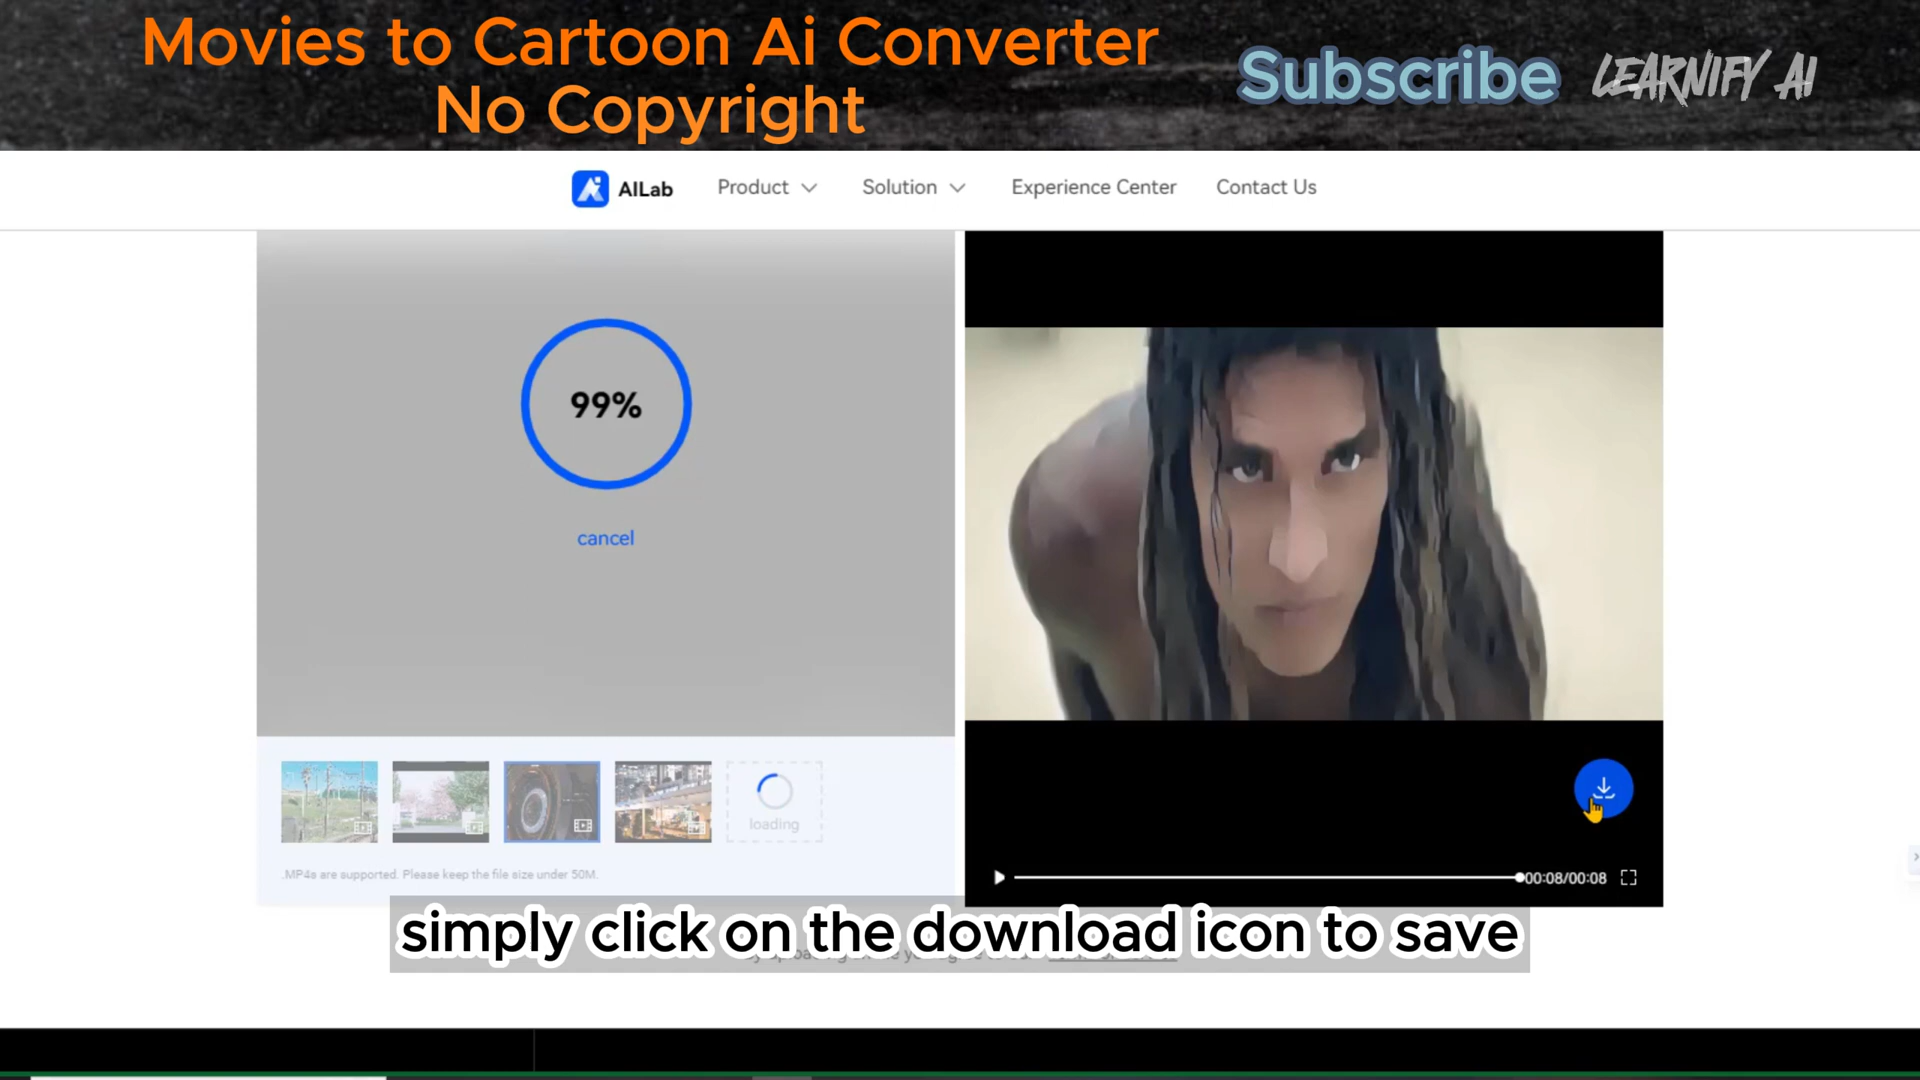 Movies to Cartoon Ai Converter
No Copyright
Subscribe
LEARNIFY AI
AILab
Product
Solution
Experience Center
Contact Us
99%
cancel
loading
.MP4s are supported. Please keep the file size under 50M.
00:08/00:08
simply click on the download icon to save